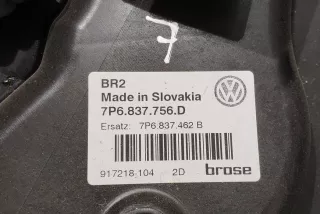 7
BR2
Made in Slovakia
7P6.837.756.D
Ersatz: 7P6.837.462 B
917218.104 2D brose